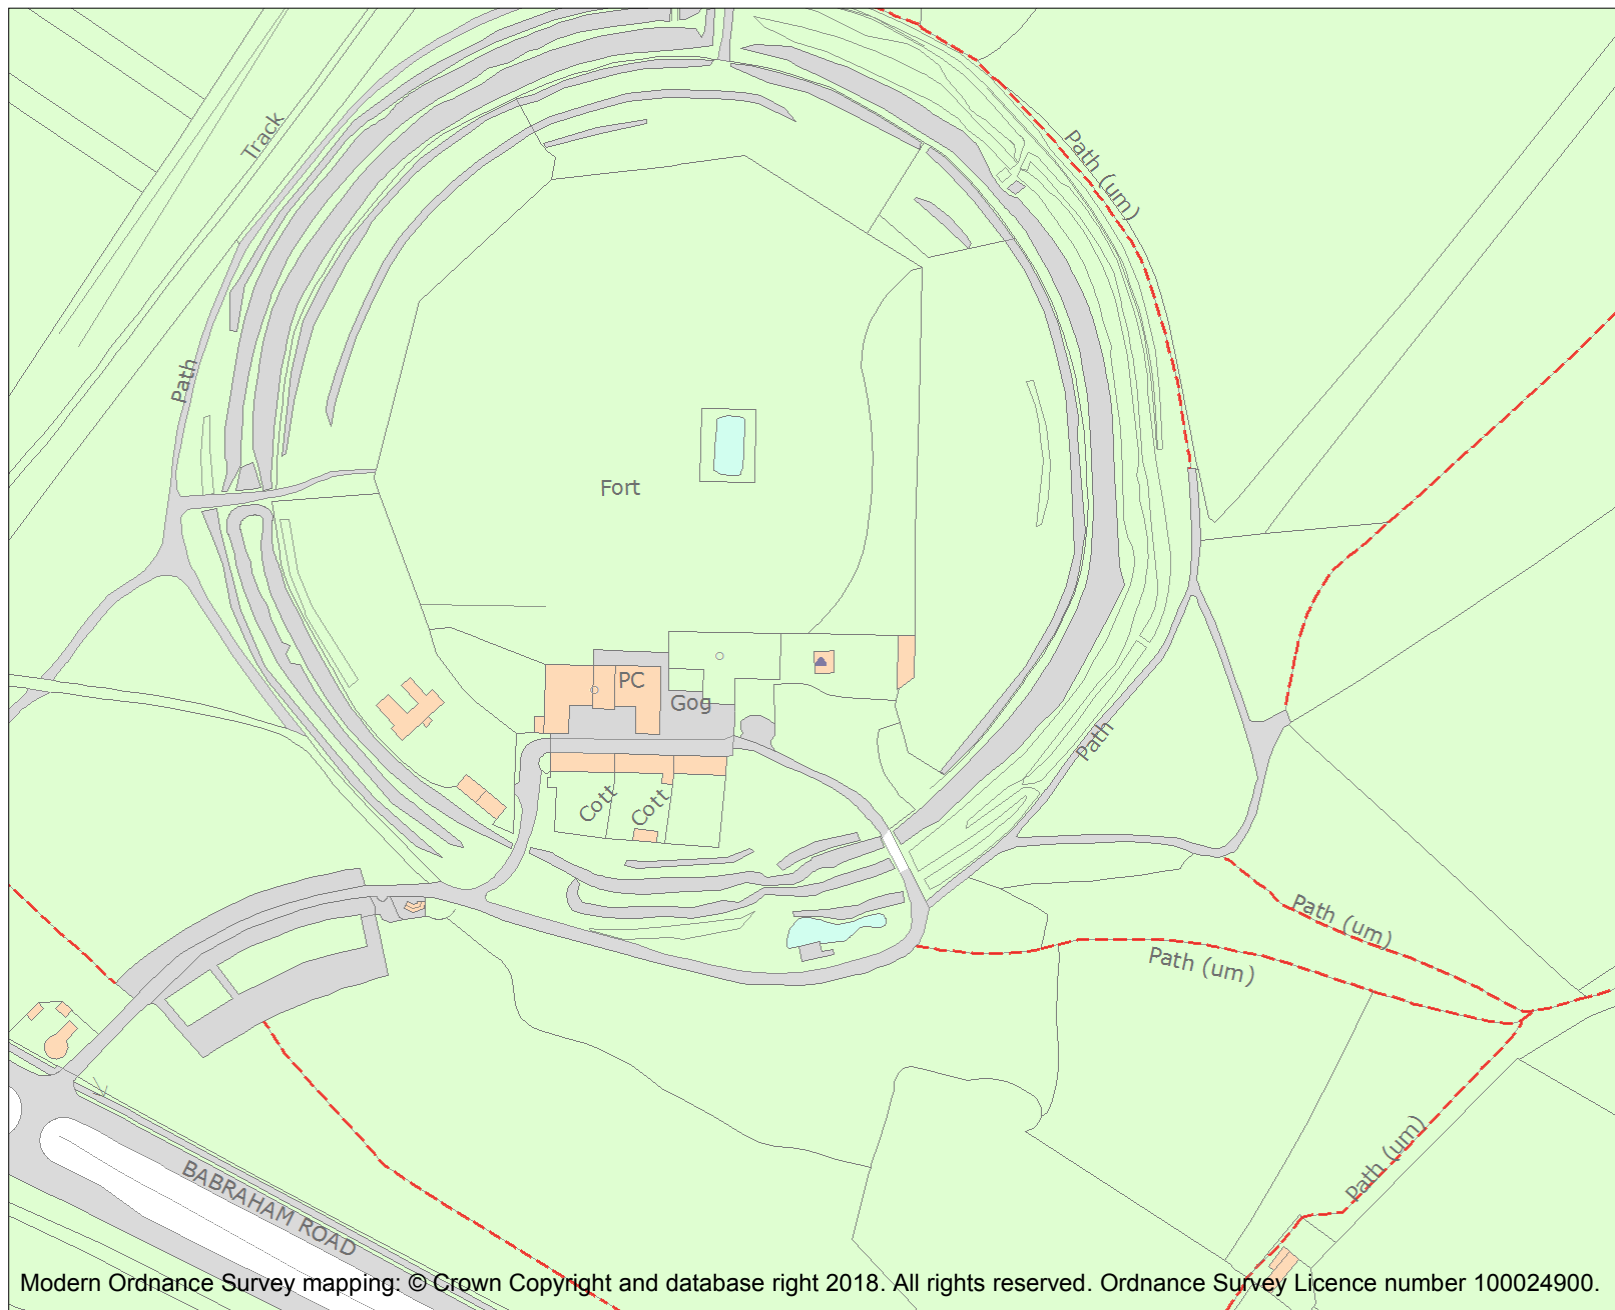 Track
Path (um)
Path
Fort
PC
Gog
Path
Cott
Cott
Path (um)
Path (um)
Path (um)
BABRAHAM ROAD
Modern Ordnance Survey mapping: © Crown Copyright and database right 2018. All rights reserved. Ordnance Survey Licence number 100024900.